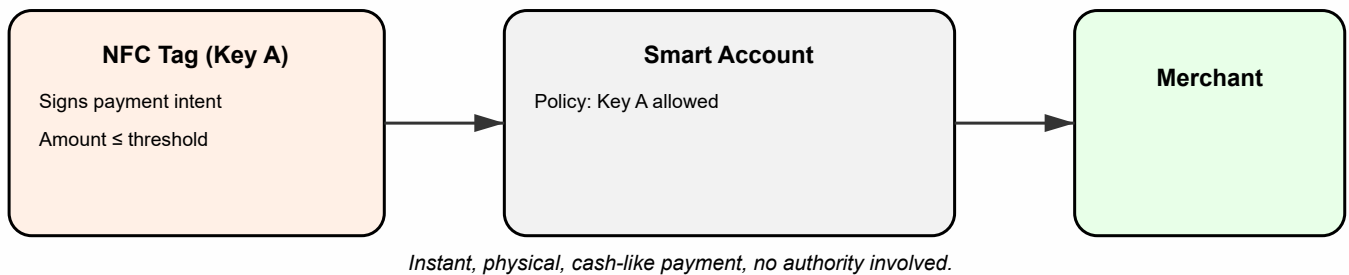 NFC Tag (Key A)
Signs payment intent
Amount ≤ threshold
Smart Account
Policy: Key A allowed
Merchant
Instant, physical, cash-like payment, no authority involved.